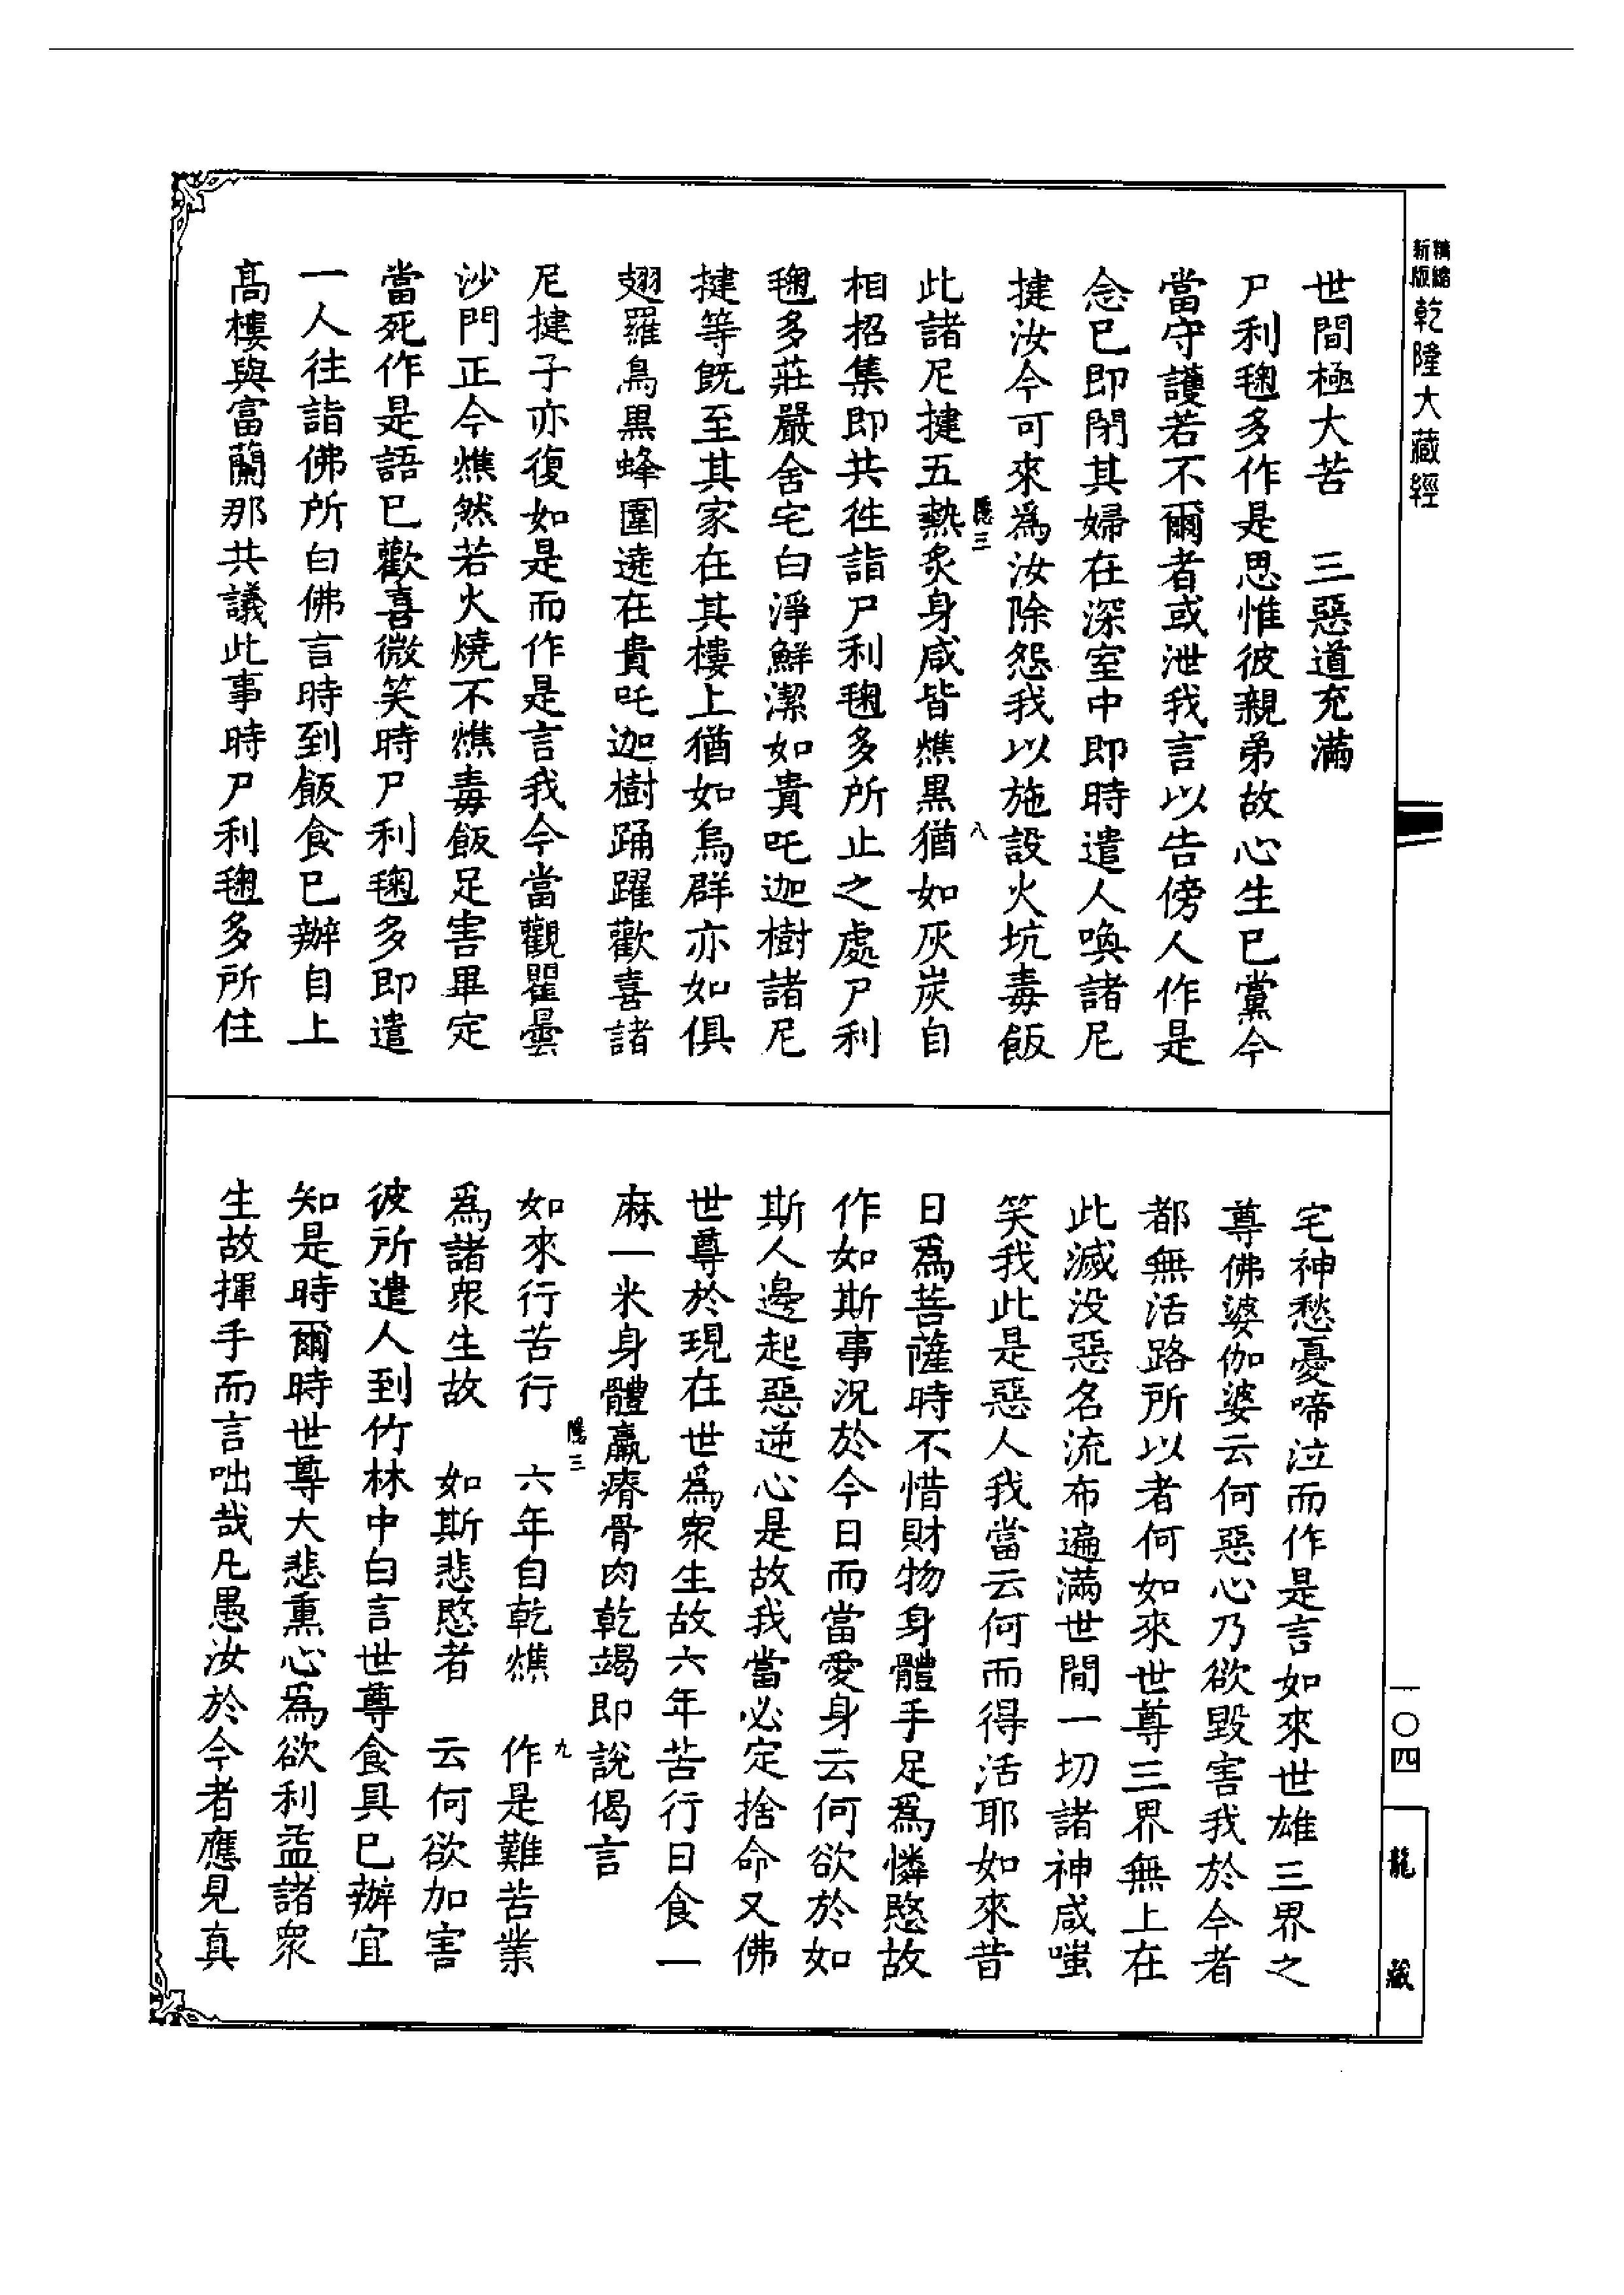 精縮新版乾隆大藏經
世間極大苦　三惡道充滿
尸利毱多作是思惟彼親弟故心生已黨今
當守護若不爾者或泄我言以告傍人作是
念已即閉其婦在深室中即時遣人喚諸尼
揵汝今可來爲汝除怨我以施設火坑毒飯
隱三　八
此諸尼揵五熱炙身咸皆燋黑猶如灰炭自
相招集即共徃詣尸利毱多所止之處尸利
毱多莊嚴舍宅白淨鮮潔如貴吒迦樹諸尼
揵等旣至其家在其樓上猶如烏群亦如俱
翅羅鳥黒蜂圍遶在貴吒迦樹踊躍歡喜諸
尼揵子亦復如是而作是言我今當觀瞿曇
沙門正今燋然若火燒不燋毒飯足害畢定
當死作是語已歡喜微笑時尸利毱多即遣
一人往詣佛所白佛言時到飯食已辦自上
髙樓與富蘭那共議此事時尸利毱多所住
宅神愁憂啼泣而作是言如來世雄三界之
尊佛婆伽婆云何惡心乃欲毀害我於今者
都無活路所以者何如來世尊三界無上在
此滅没惡名流布遍滿世間一切諸神咸嗤
笑我此是惡人我當云何而得活耶如來昔
日爲菩薩時不惜財物身體手足爲憐愍故
作如斯事況於今日而當愛身云何欲於如
斯人邊起惡逆心是故我當必定捨命又佛
世尊於現在世爲眾生故六年苦行日食一
麻一米身體羸瘠骨肉乾竭即說偈言
隱三　九
如來行苦行　六年自乾燋　作是難苦業
爲諸眾生故　如斯悲愍者　云何欲加害
彼所遣人到竹林中白言世尊食具已辦宜
知是時爾時世尊大悲熏心爲欲利益諸眾
生故揮手而言咄哉凡愚汝於今者應見真
一〇四
龍藏